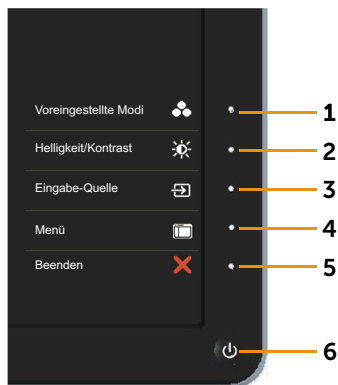 Voreingestellte Modi 1
Helligkeit/Kontrast 2
Eingabe-Quelle 3
Menü 4
Beenden 5
6